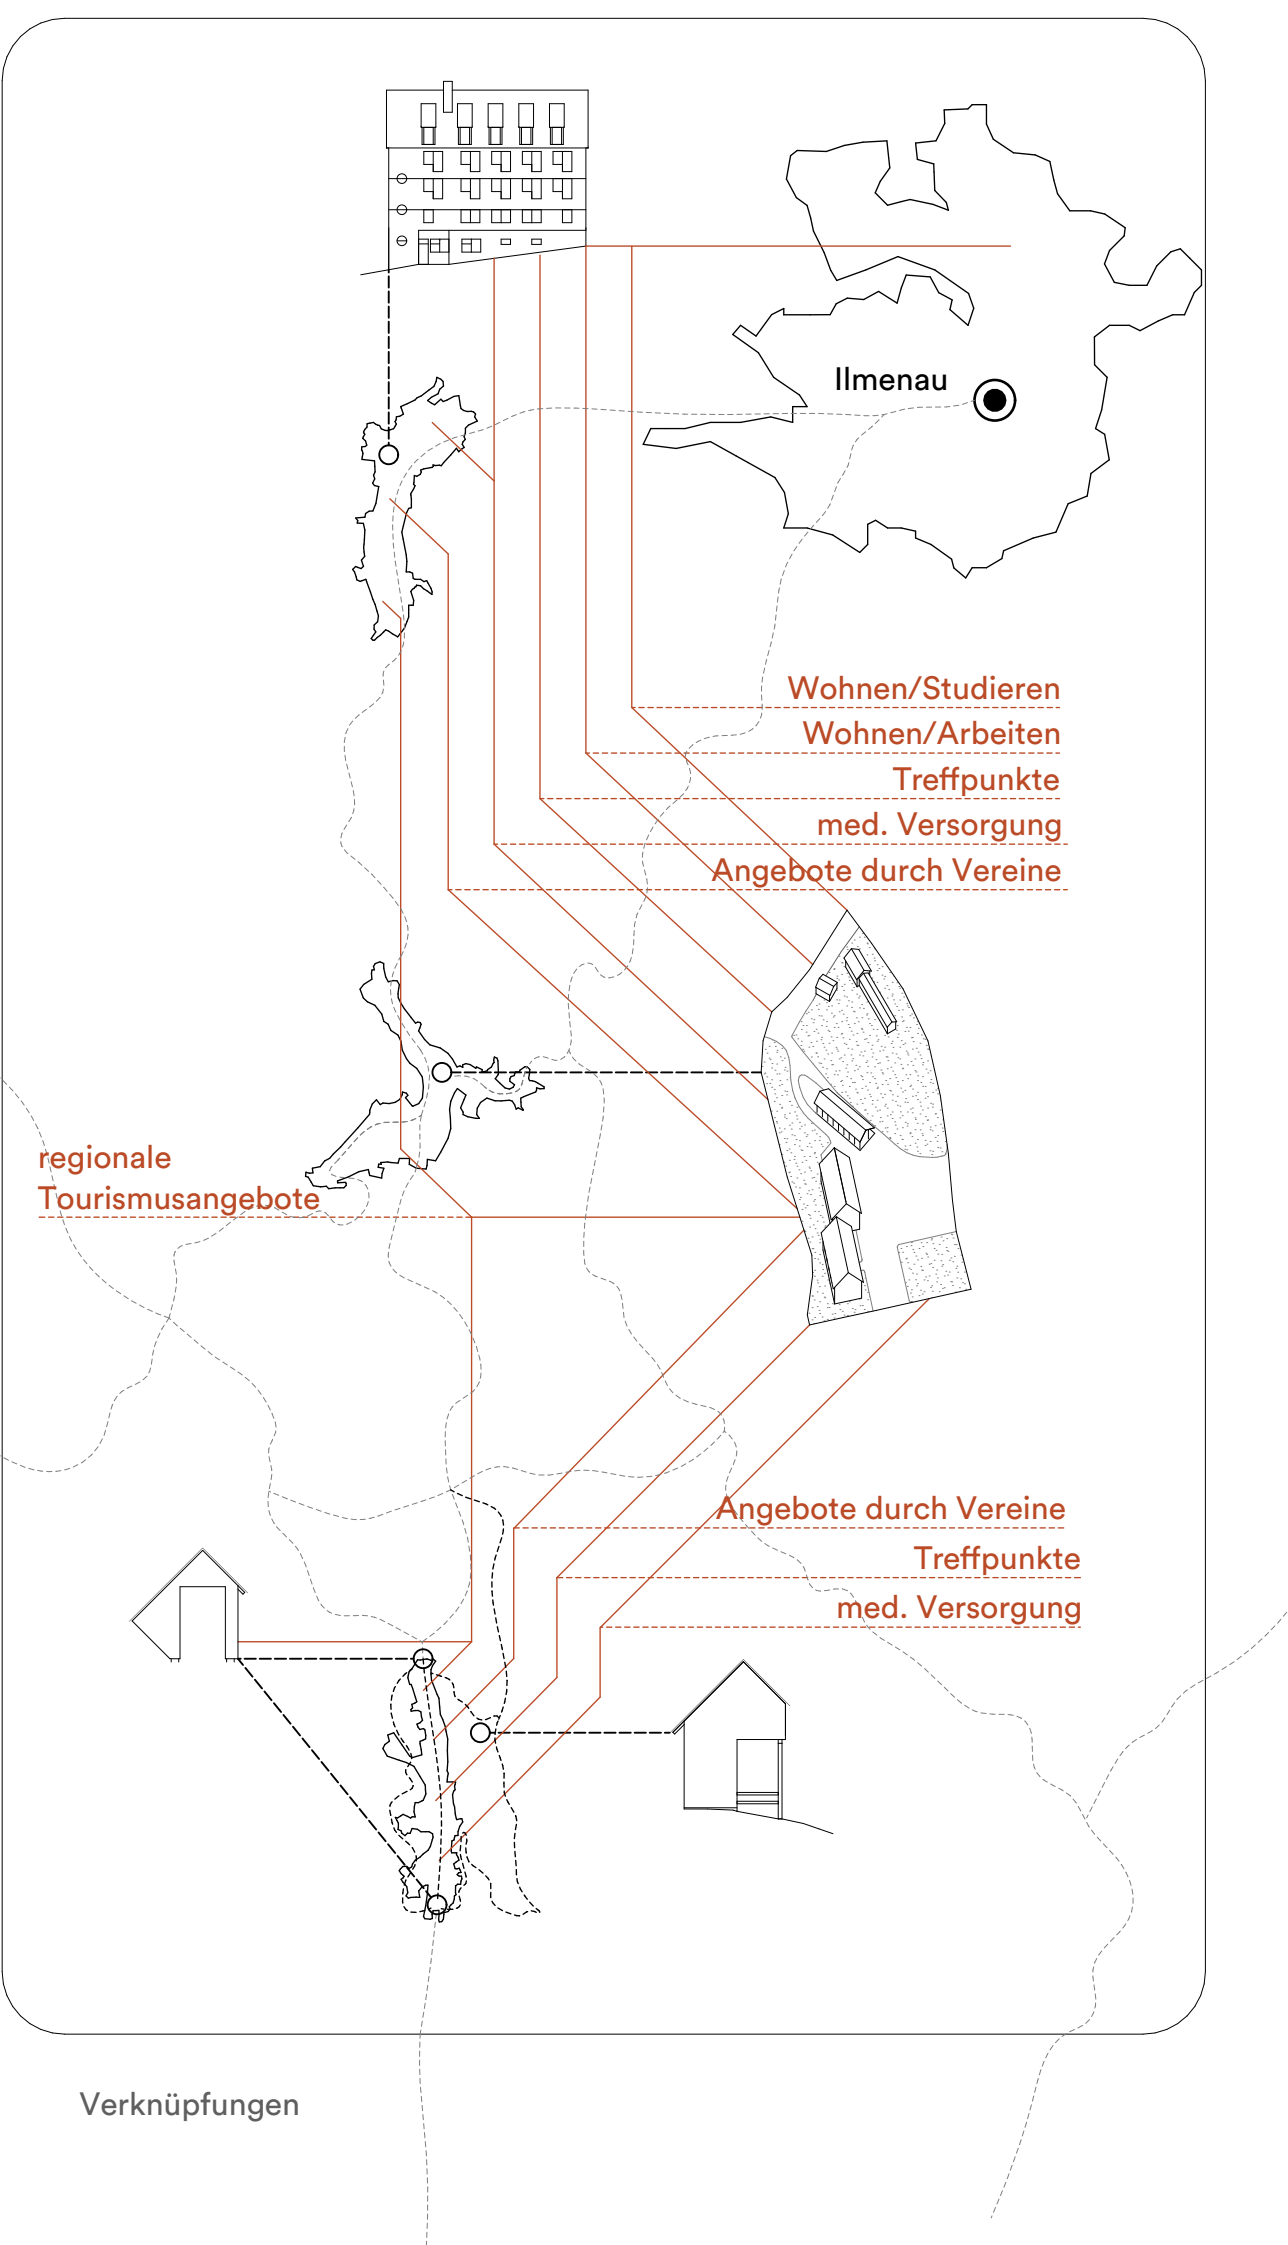 Ilmenau
Wohnen/Studieren
Wohnen/Arbeiten
Treffpunkte
med. Versorgung
Angebote durch Vereine
regionale
Tourismusangebote
Angebote durch Vereine
Treffpunkte
med. Versorgung
Verknüpfungen